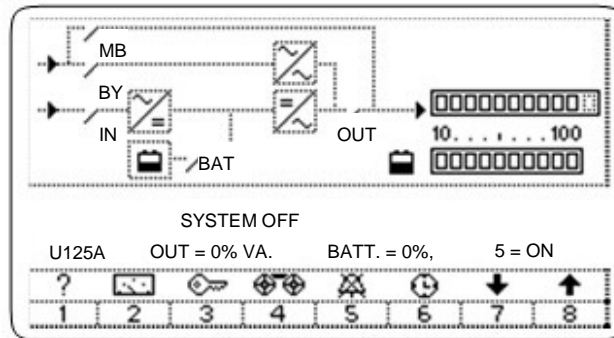 MB
BY
IN
OUT
BAT
10 100
SYSTEM OFF
U125A OUT = 0% VA. BATT. = 0%, 5 = ON
?
1 2 3 4 5 6 7 8